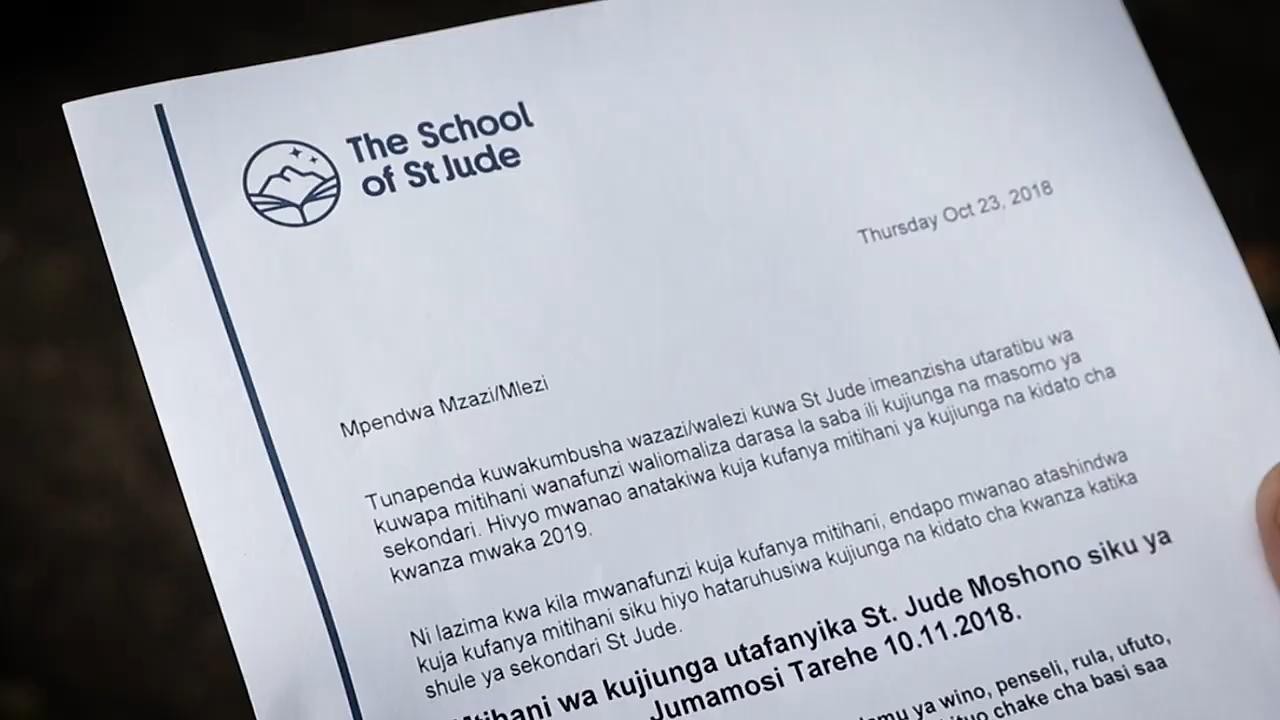 The School
of St Jude
Thursday Oct 23, 2018
Mpendwa Mzazi/Mlezi
Tunapenda kuwakumbusha wazazi/walezi kuwa St Jude imeanzisha utaratibu wa
kuwapa mitihani wanafunzi waliomaliza darasa la saba ili kujiunga na masomo ya
sekondari. Hivyo mwanao anatakiwa kuja kufanya mitihani ya kujiunga na kidato cha
kwanza mwaka 2019.
Ni lazima kwa kila mwanafunzi kuja kufanya mitihani, endapo mwanao atashindwa
kuja kufanya mitihani siku hiyo hataruhusiwa kujiunga na kidato cha kwanza katika
shule ya sekondari St Jude.
wa kujiunga utafanyika St. Jude Moshono siku ya
Jumamosi Tarehe 10.11.2018.
ya wino, penseli, rula, ufuto,
chake cha basi saa